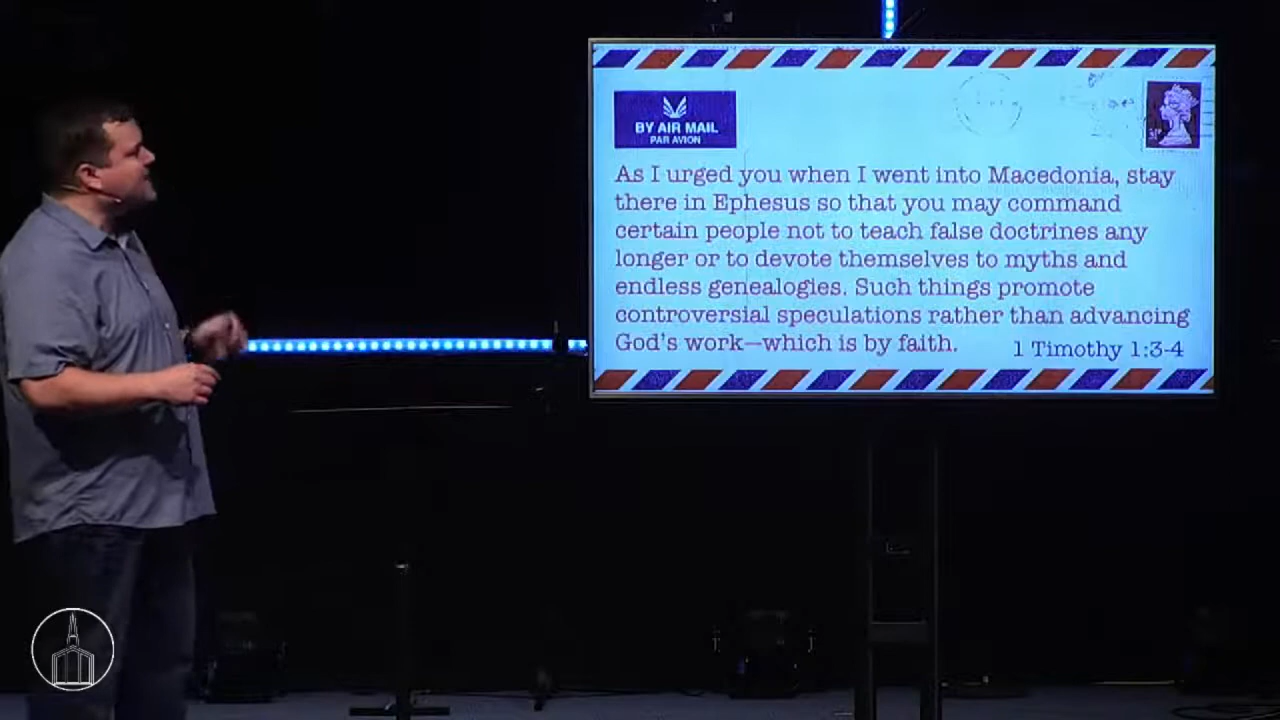 BY AIR MAIL
PAR AVION
As I urged you when I went into Macedonia, stay
there in Ephesus so that you may command
certain people not to teach false doctrines any
longer or to devote themselves to myths and
endless genealogies. Such things promote
controversial speculations rather than advancing
God's work—which is by faith.
1 Timothy 1:3-4